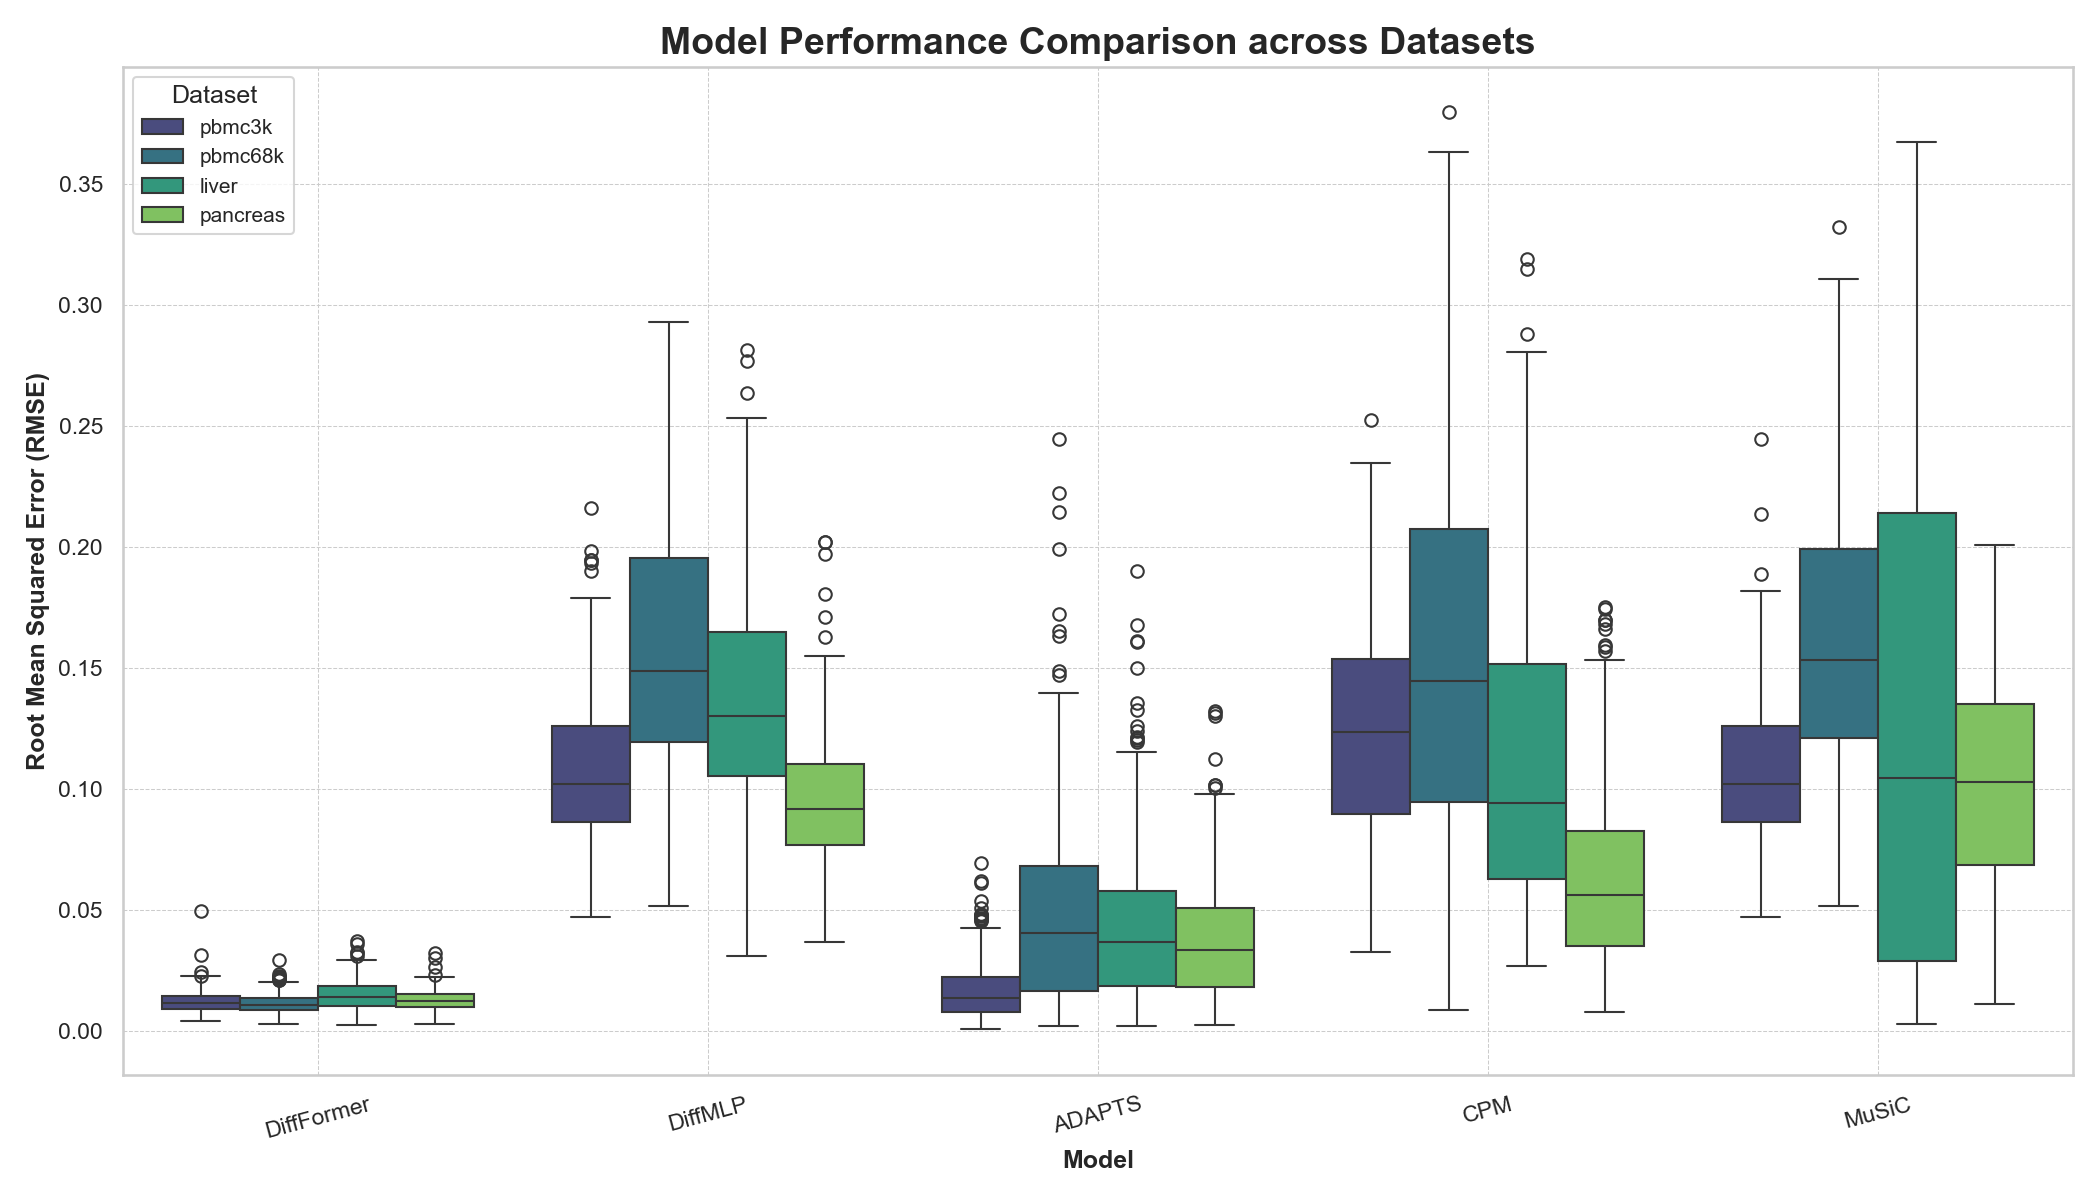 Model Performance Comparison across Datasets
Dataset
pbmc3k
pbmc68k
liver
pancreas
Root Mean Squared Error (RMSE)
0.35
0.30
0.25
0.20
0.15
0.10
0.05
0.00
DiffFormer
DiffMLP
ADAPTS
CPM
MuSiC
Model